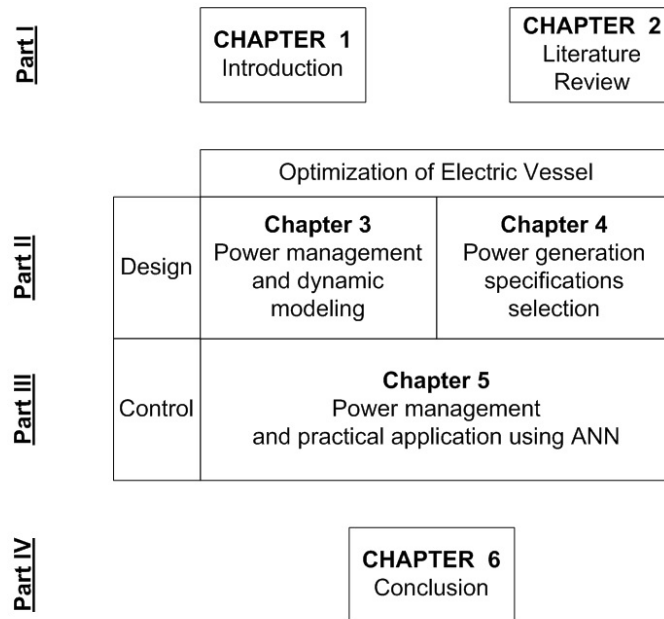 Part I
CHAPTER 1
Introduction
CHAPTER 2
Literature
Review
Optimization of Electric Vessel
Part II
Design
Chapter 3
Power management
and dynamic
modeling
Chapter 4
Power generation
specifications
selection
Part III
Control
Chapter 5
Power management
and practical application using ANN
Part IV
CHAPTER 6
Conclusion